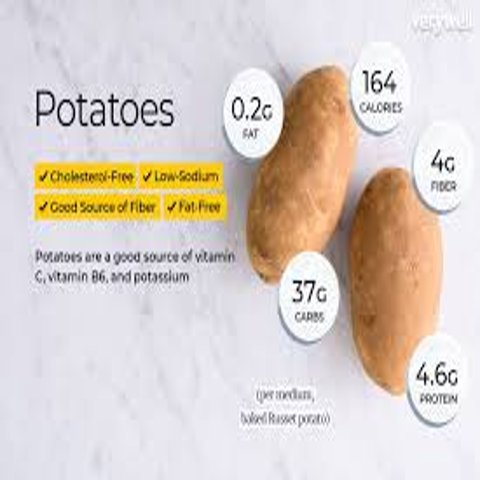 verywell
Potatoes
✓ Cholesterol-Free ✓ Low-Sodium
✓ Good Source of Fiber ✓ Fat-Free
Potatoes are a good source of vitamin
C, vitamin B6, and potassium
0.2G
FAT
164
CALORIES
4G
FIBER
37G
CARBS
4.6G
PROTEIN
(per medium,
baked Russet potato)